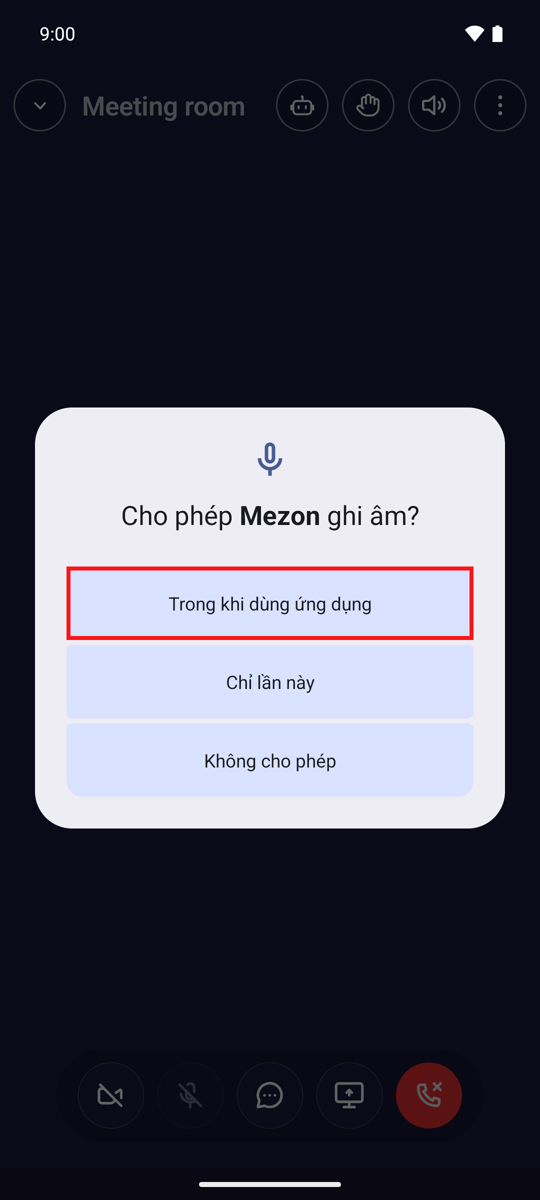 9:00
Meeting room
Cho phép Mezon ghi âm?
Trong khi dùng ứng dụng
Chỉ lần này
Không cho phép